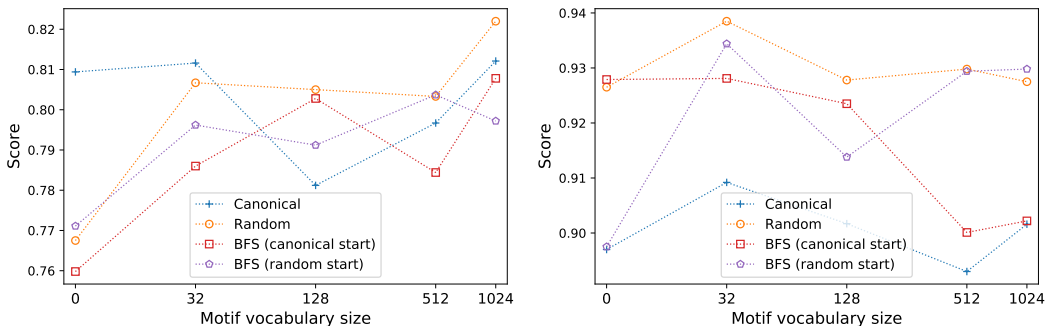 0.82
0.81
0.80
0.79
0.78
0.77
0.76
Score
Canonical
Random
BFS (canonical start)
BFS (random start)
0 32 128 512 1024
Motif vocabulary size
0.94
0.93
0.92
0.91
0.90
Score
Canonical
Random
BFS (canonical start)
BFS (random start)
0 32 128 512 1024
Motif vocabulary size